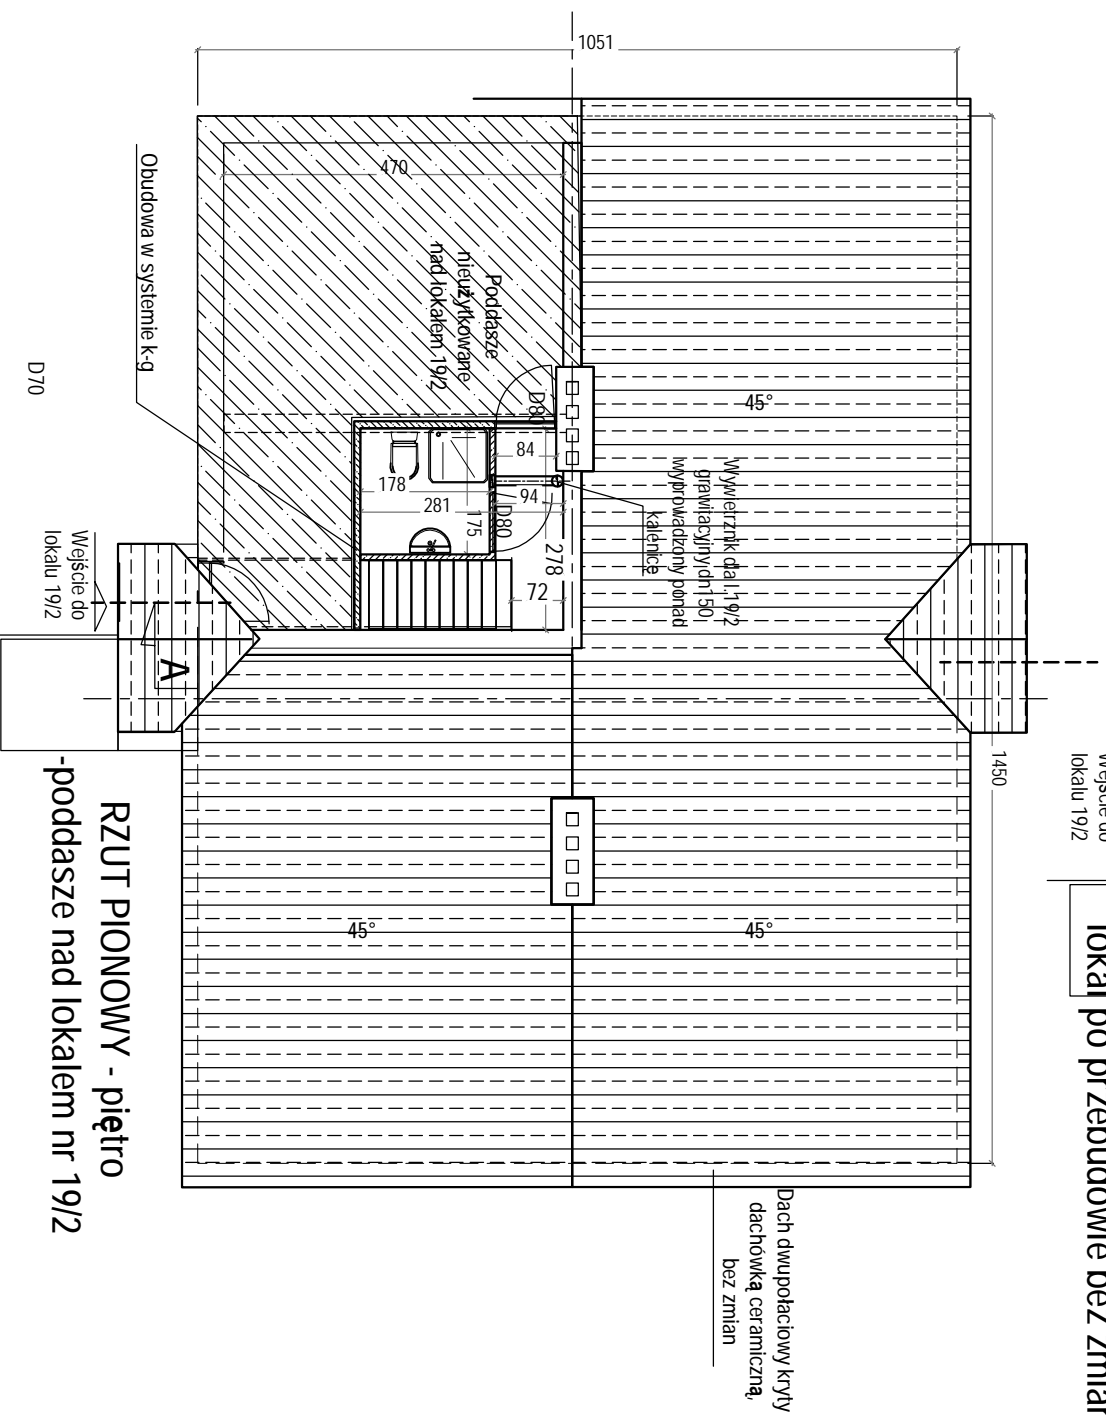 1051
470
Obudowa w systemie k-g
D70
Poddasze
nieużytkowane
nad lokalem 19/2
D80
84
178
94
281
175
D80
278
72
45°
Wywietrznik dla l.19/2
grawitacyjny dn150
wyprowadzony ponad
kalenicę
Wejście do
lokalu 19/2
A
1450
Wejście do
lokalu 19/2
lokal po przebudowie bez zmian
45°
45°
RZUT PIONOWY - piętro
-poddasze nad lokalem nr 19/2
Dach dwupołaciowy kryty
dachówką ceramiczną,
bez zmian